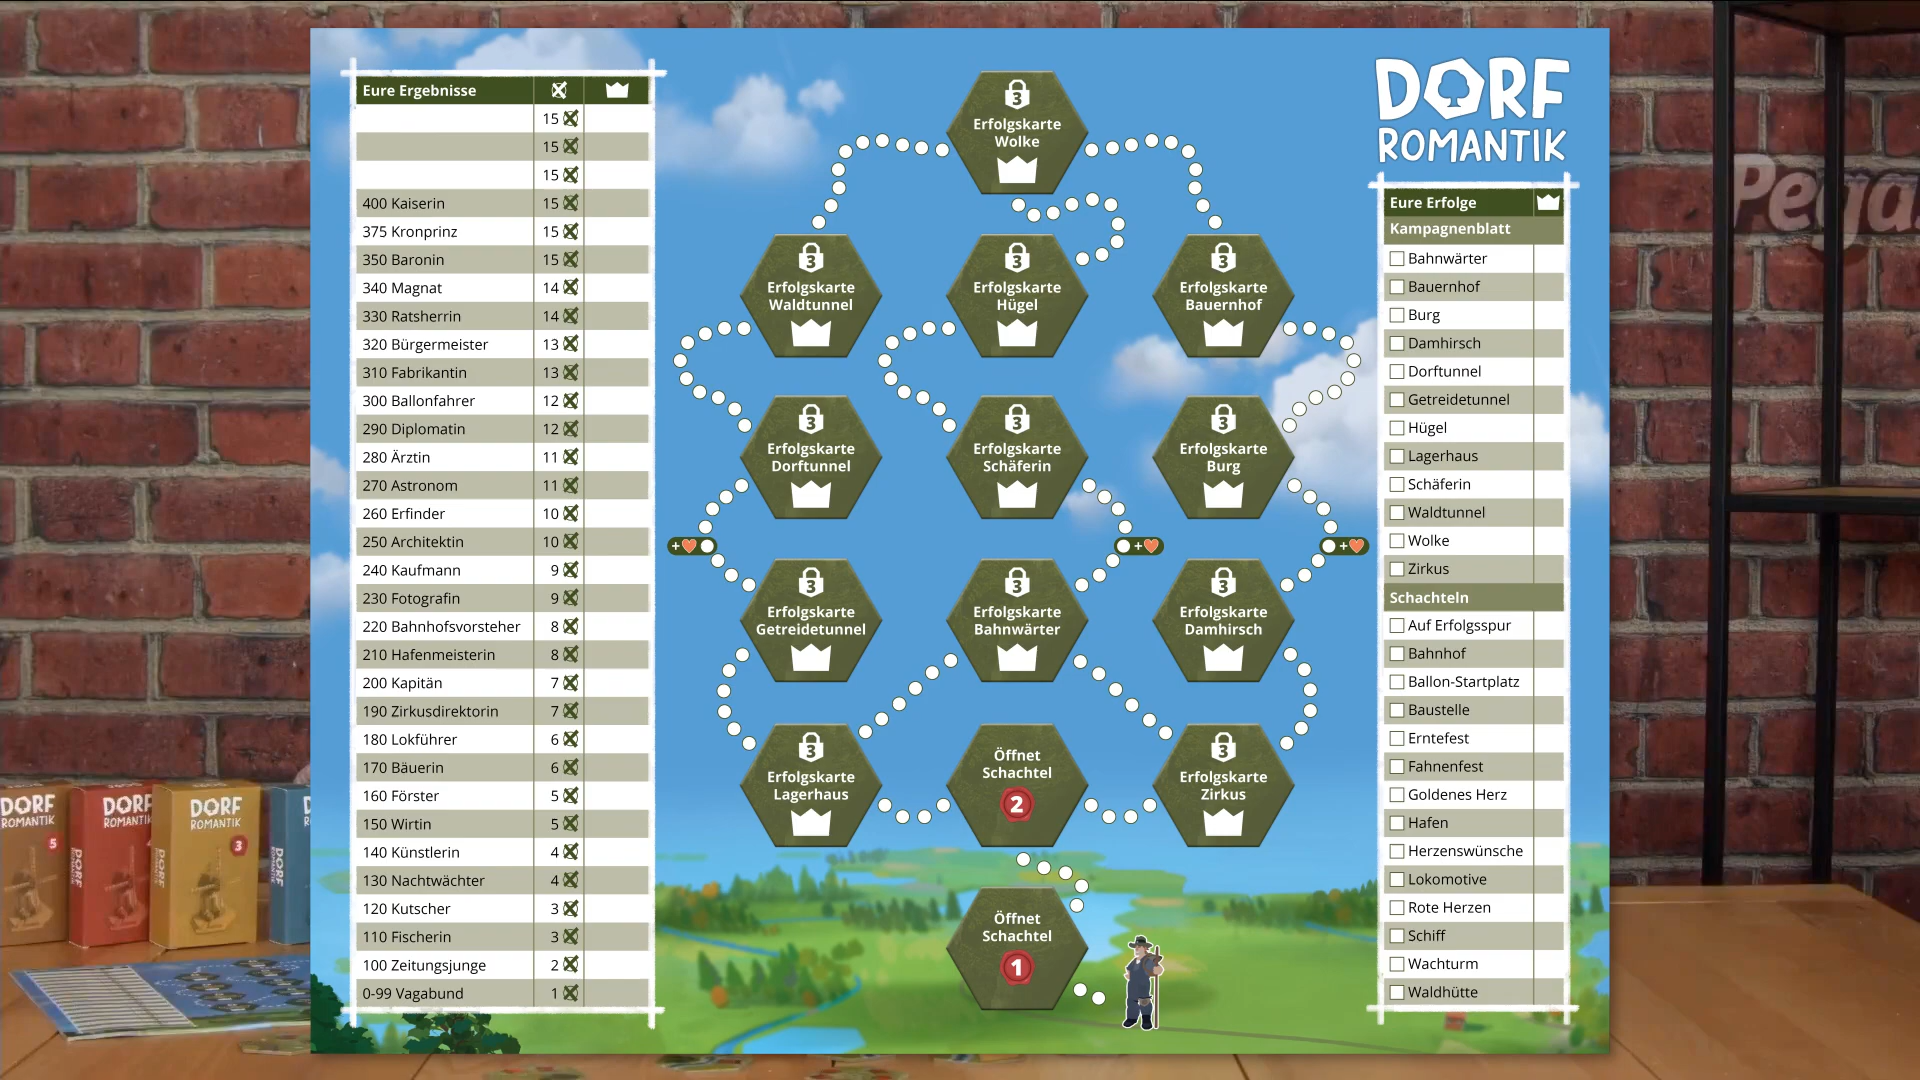 Eure Ergebnisse
15
15
15
400 Kaiserin 15
375 Kronprinz 15
350 Baronin 15
340 Magnat 14
330 Ratsherrin 14
320 Bürgermeister 13
310 Fabrikantin 13
300 Ballonfahrer 12
290 Diplomatin 12
280 Ärztin 11
270 Astronom 11
260 Erfinder 10
250 Architektin 10
240 Kaufmann 9
230 Fotografin 9
220 Bahnhofsvorsteher 8
210 Hafenmeisterin 8
200 Kapitän 7
190 Zirkusdirektorin 7
180 Lokführer 6
170 Bäuerin 6
160 Förster 5
150 Wirtin 5
140 Künstlerin 4
130 Nachtwächter 4
120 Kutscher 3
110 Fischerin 3
100 Zeitungsjunge 2
0-99 Vagabund 1
3
Erfolgskarte
Wolke
3
Erfolgskarte
Waldtunnel
3
Erfolgskarte
Hügel
3
Erfolgskarte
Bauernhof
3
Erfolgskarte
Dorftunnel
3
Erfolgskarte
Schäferin
3
Erfolgskarte
Burg
+
+
+
3
Erfolgskarte
Getreidetunnel
3
Erfolgskarte
Bahnwärter
3
Erfolgskarte
Damhirsch
3
Erfolgskarte
Lagerhaus
Öffnet
Schachtel
2
3
Erfolgskarte
Zirkus
Öffnet
Schachtel
1
DORF
ROMANTIK
Eure Erfolge
Kampagnenblatt
Bahnwärter
Bauernhof
Burg
Damhirsch
Dorftunnel
Getreidetunnel
Hügel
Lagerhaus
Schäferin
Waldtunnel
Wolke
Zirkus
Schachteln
Auf Erfolgsspur
Bahnhof
Ballon-Startplatz
Baustelle
Erntefest
Fahnenfest
Goldenes Herz
Hafen
Herzenswünsche
Lokomotive
Rote Herzen
Schiff
Wachturm
Waldhütte
Pega
DORF
ROMANTIK
5
DORF
ROMANTIK
DORF
ROMANTIK
3
DORF
ROMANTIK
DORF
ROMANTIK
DORF
ROMANTIK